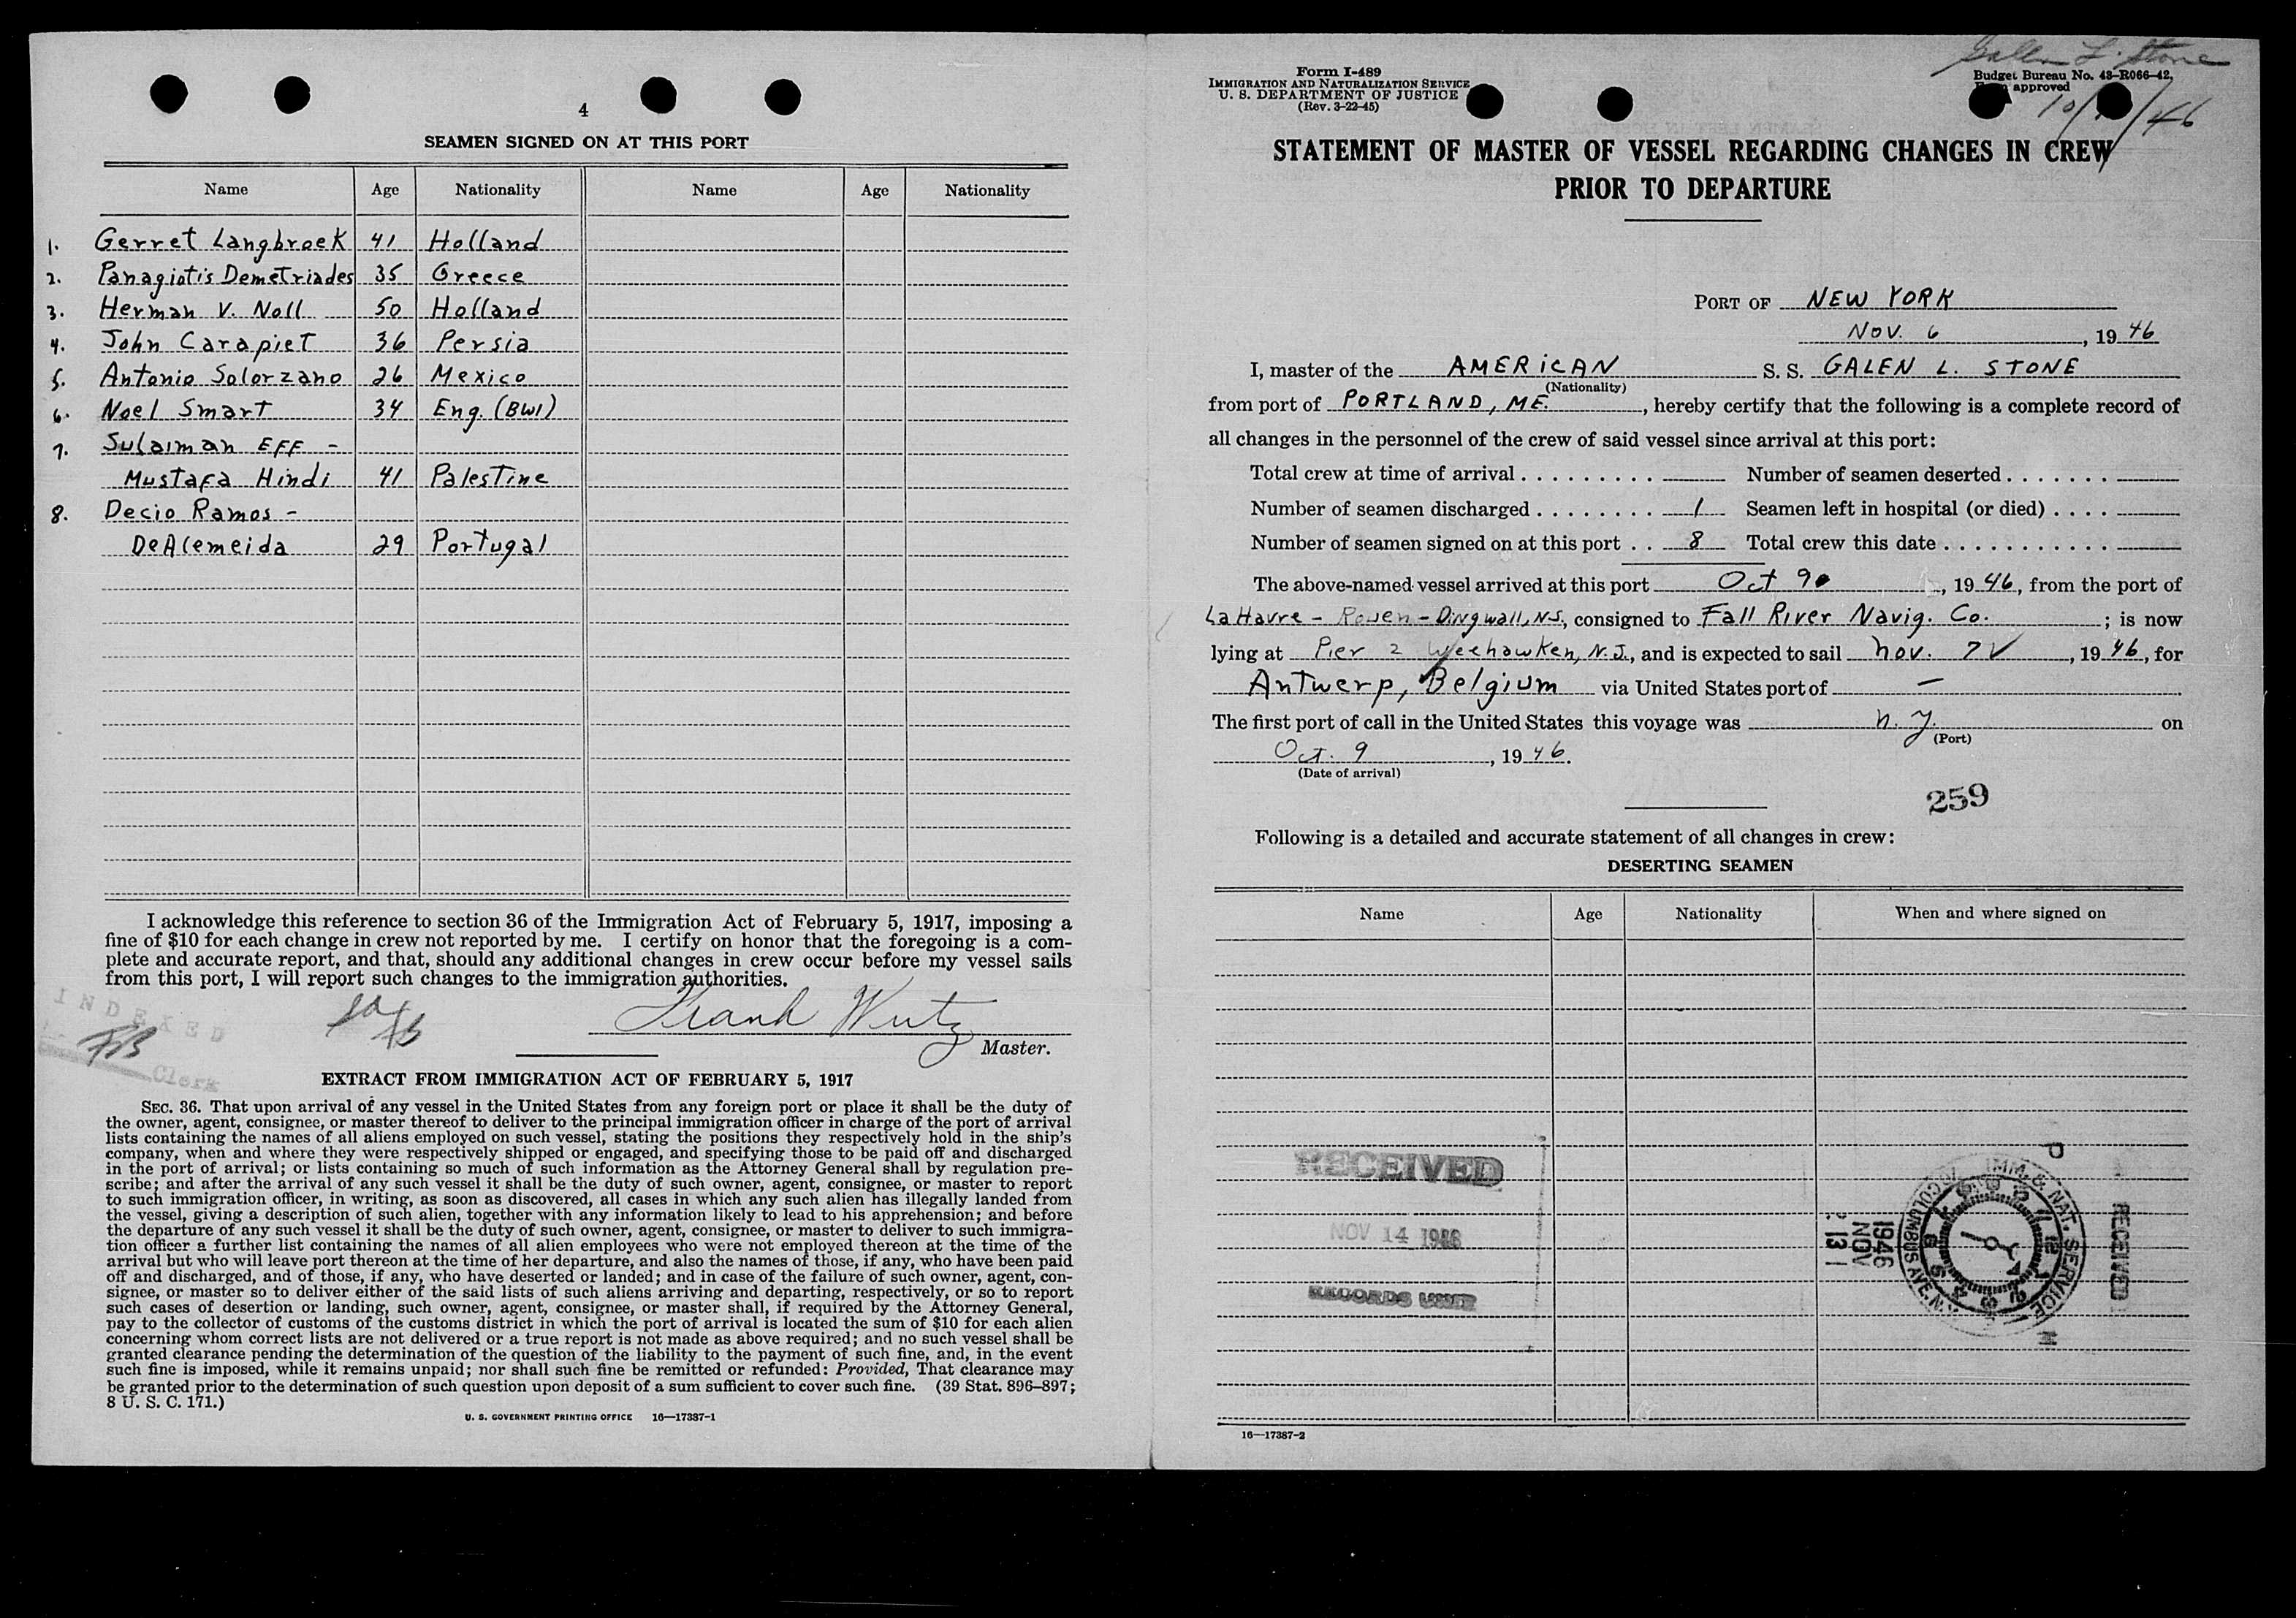 4
SEAMEN SIGNED ON AT THIS PORT
Name Age Nationality Name Age Nationality
1. Gerret Langbroek 41 Holland
2. Panagiotis Demetriades 35 Greece
3. Herman V. Noll 50 Holland
4. John Carapiet 36 Persia
5. Antonio Solorzano 26 Mexico
6. Noel Smart 34 Eng. (BWI)
7. Sulaiman EFF -
Mustafa Hindi 41 Palestine
8. Decio Ramos -
DeAlemeida 29 Portugal
I acknowledge this reference to section 36 of the Immigration Act of February 5, 1917, imposing a
fine of $10 for each change in crew not reported by me. I certify on honor that the foregoing is a com-
plete and accurate report, and that, should any additional changes in crew occur before my vessel sails
from this port, I will report such changes to the immigration authorities.
INDEXED
FB
Clerk
Frank Wutz
Master.
EXTRACT FROM IMMIGRATION ACT OF FEBRUARY 5, 1917
SEC. 36. That upon arrival of any vessel in the United States from any foreign port or place it shall be the duty of
the owner, agent, consignee, or master thereof to deliver to the principal immigration officer in charge of the port of arrival
lists containing the names of all aliens employed on such vessel, stating the positions they respectively hold in the ship's
company, when and where they were respectively shipped or engaged, and specifying those to be paid off and discharged
in the port of arrival; or lists containing so much of such information as the Attorney General shall by regulation pre-
scribe; and after the arrival of any such vessel it shall be the duty of such owner, agent, consignee, or master to report
to such immigration officer, in writing, as soon as discovered, all cases in which any such alien has illegally landed from
the vessel, giving a description of such alien, together with any information likely to lead to his apprehension; and before
the departure of any such vessel it shall be the duty of such owner, agent, consignee, or master to deliver to such immigra-
tion officer a further list containing the names of all alien employees who were not employed thereon at the time of the
arrival but who will leave port thereon at the time of her departure, and also the names of those, if any, who have been paid
off and discharged, and of those, if any, who have deserted or landed; and in case of the failure of such owner, agent, con-
signee, or master so to deliver either of the said lists of such aliens arriving and departing, respectively, or so to report
such cases of desertion or landing, such owner, agent, consignee, or master shall, if required by the Attorney General,
pay to the collector of customs of the customs district in which the port of arrival is located the sum of $10 for each alien
concerning whom correct lists are not delivered or a true report is not made as above required; and no such vessel shall be
granted clearance pending the determination of the question of the liability to the payment of such fine, and, in the event
such fine is imposed, while it remains unpaid; nor shall such fine be remitted or refunded: Provided, That clearance may
be granted prior to the determination of such question upon deposit of a sum sufficient to cover such fine. (39 Stat. 896-897;
8 U. S. C. 171.)
U. S. GOVERNMENT PRINTING OFFICE 16—17387-1
Galen L. Stone
Form I-489
IMMIGRATION AND NATURALIZATION SERVICE
U. S. DEPARTMENT OF JUSTICE
(Rev. 3-22-45)
Budget Bureau No. 43-R066-42,
approved
STATEMENT OF MASTER OF VESSEL REGARDING CHANGES IN CREW
PRIOR TO DEPARTURE
PORT OF NEW YORK
NOV. 6, 1946
I, master of the AMERICAN S. S. GALEN L. STONE
(Nationality)
from port of PORTLAND, ME., hereby certify that the following is a complete record of
all changes in the personnel of the crew of said vessel since arrival at this port:
Total crew at time of arrival Number of seamen deserted
Number of seamen discharged 1 Seamen left in hospital (or died)
Number of seamen signed on at this port 8 Total crew this date
The above-named vessel arrived at this port Oct 9, 1946, from the port of
La Havre - Rouen - Dingwall, N.S., consigned to Fall River Navig. Co.; is now
lying at Pier 2 Weehawken, N.J., and is expected to sail Nov. 7, 1946, for
Antwerp, Belgium via United States port of —
The first port of call in the United States this voyage was N. Y. on
(Port)
Oct. 9, 1946.
(Date of arrival)
259
Following is a detailed and accurate statement of all changes in crew:
DESERTING SEAMEN
Name Age Nationality When and where signed on
RECEIVED
NOV 14 1946
RECORDS UNIT
1946
NOV
13
IMM. & NAT. SERVICE
COLUMBUS AVE. N.Y.
RECEIVED
16—17387-2